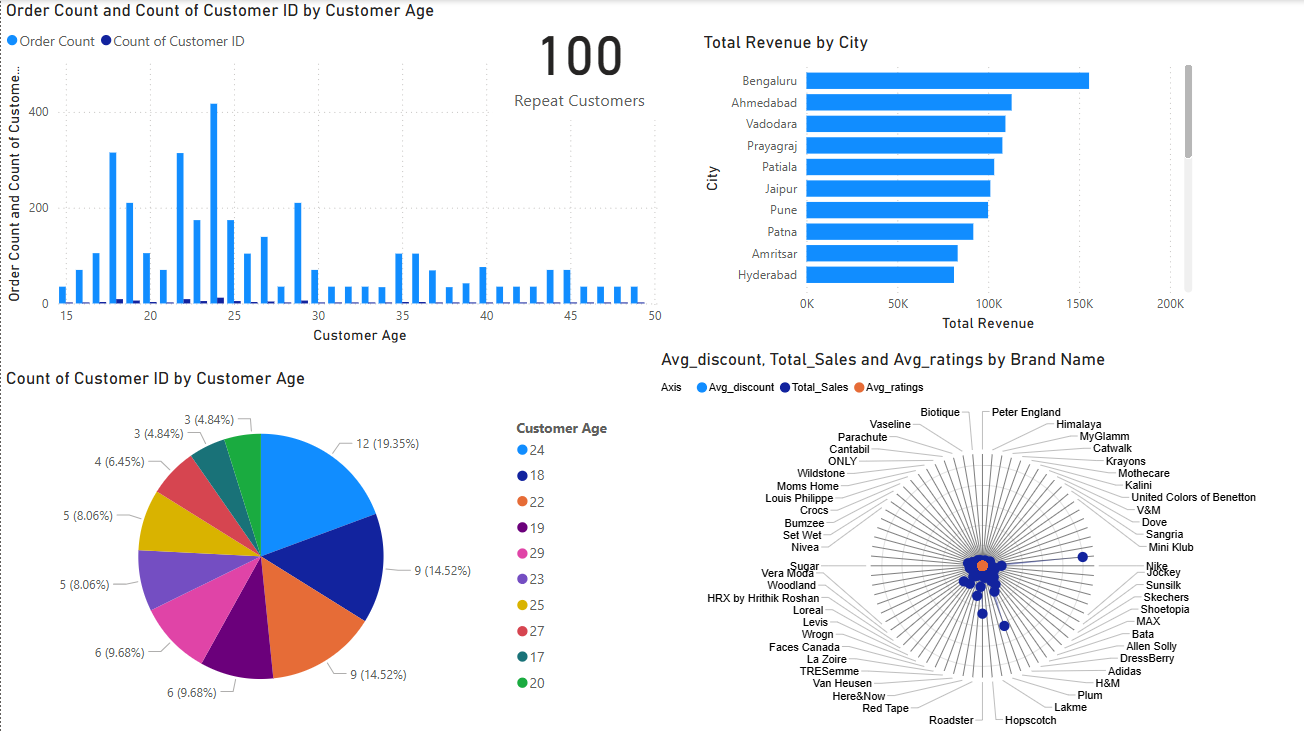 Order Count and Count of Customer ID by Customer Age
Order Count Count of Customer ID
Order Count and Count of Custome...
400
200
0
15 20 25 30 35 40 45 50
Customer Age
100
Repeat Customers
Total Revenue by City
City
Bengaluru
Ahmedabad
Vadodara
Prayagraj
Patiala
Jaipur
Pune
Patna
Amritsar
Hyderabad
0K 50K 100K 150K 200K
Total Revenue
Count of Customer ID by Customer Age
12 (19.35%)
9 (14.52%)
9 (14.52%)
6 (9.68%)
6 (9.68%)
5 (8.06%)
5 (8.06%)
4 (6.45%)
3 (4.84%)
3 (4.84%)
Customer Age
24
18
22
19
29
23
25
27
17
20
Avg_discount, Total_Sales and Avg_ratings by Brand Name
Axis Avg_discount Total_Sales Avg_ratings
Peter England
Himalaya
MyGlamm
Catwalk
Krayons
Mothercare
Kalini
United Colors of Benetton
V&M
Dove
Sangria
Mini Klub
Nike
Jockey
Sunsilk
Skechers
Shoetopia
MAX
Bata
Allen Solly
DressBerry
Adidas
H&M
Plum
Lakme
Hopscotch
Roadster
Red Tape
Here&Now
Van Heusen
TRESemme
La Zoire
Faces Canada
Wrogn
Levis
Loreal
HRX by Hrithik Roshan
Woodland
Vera Moda
Sugar
Nivea
Set Wet
Bumzee
Crocs
Louis Philippe
Moms Home
Wildstone
ONLY
Cantabil
Parachute
Vaseline
Biotique